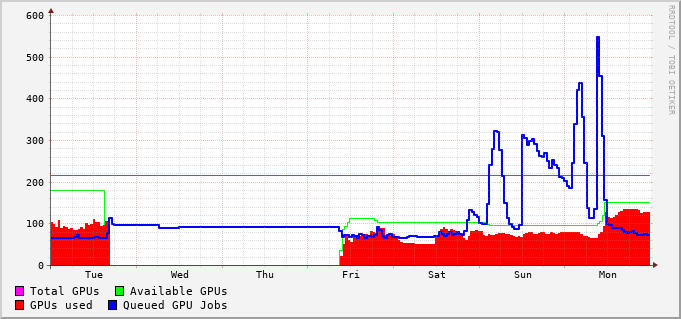 600
500
400
300
200
100
0
Tue Wed Thu Fri Sat Sun Mon
Total GPUs Available GPUs
GPUs used Queued GPU Jobs
RRDTOOL / TOBI OETIKER